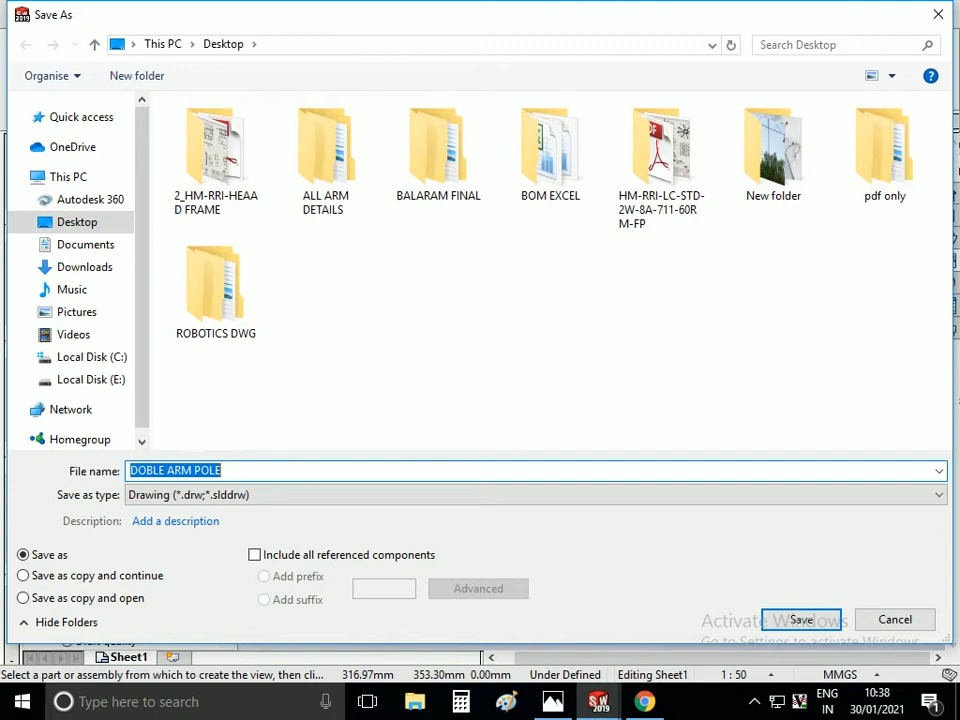 Save As
This PC
Desktop
Search Desktop
Organise
New folder
Quick access
OneDrive
This PC
Autodesk 360
Desktop
Documents
Downloads
Music
Pictures
Videos
Local Disk (C:)
Local Disk (E:)
Network
Homegroup
2_HM-RRI-HEAA
D FRAME
ALL ARM
DETAILS
BALARAM FINAL
BOM EXCEL
HM-RRI-LC-STD-
2W-8A-711-60R
M-FP
New folder
pdf only
ROBOTICS DWG
File name: DOBLE ARM POLE
Save as type: Drawing (*.drw;*.slddrw)
Description: Add a description
Save as
Save as copy and continue
Save as copy and open
Include all referenced components
Add prefix
Add suffix
Advanced
Hide Folders
Activate Windows
Go to Settings to activate Windows.
Save
Cancel
Sheet1
Select a part or assembly from which to create the view, then cli...
316.97mm
353.30mm 0.00mm
Under Defined
Editing Sheet1
1 : 50
MMGS
Type here to search
SW
2019
ENG
IN
10:38
30/01/2021
1